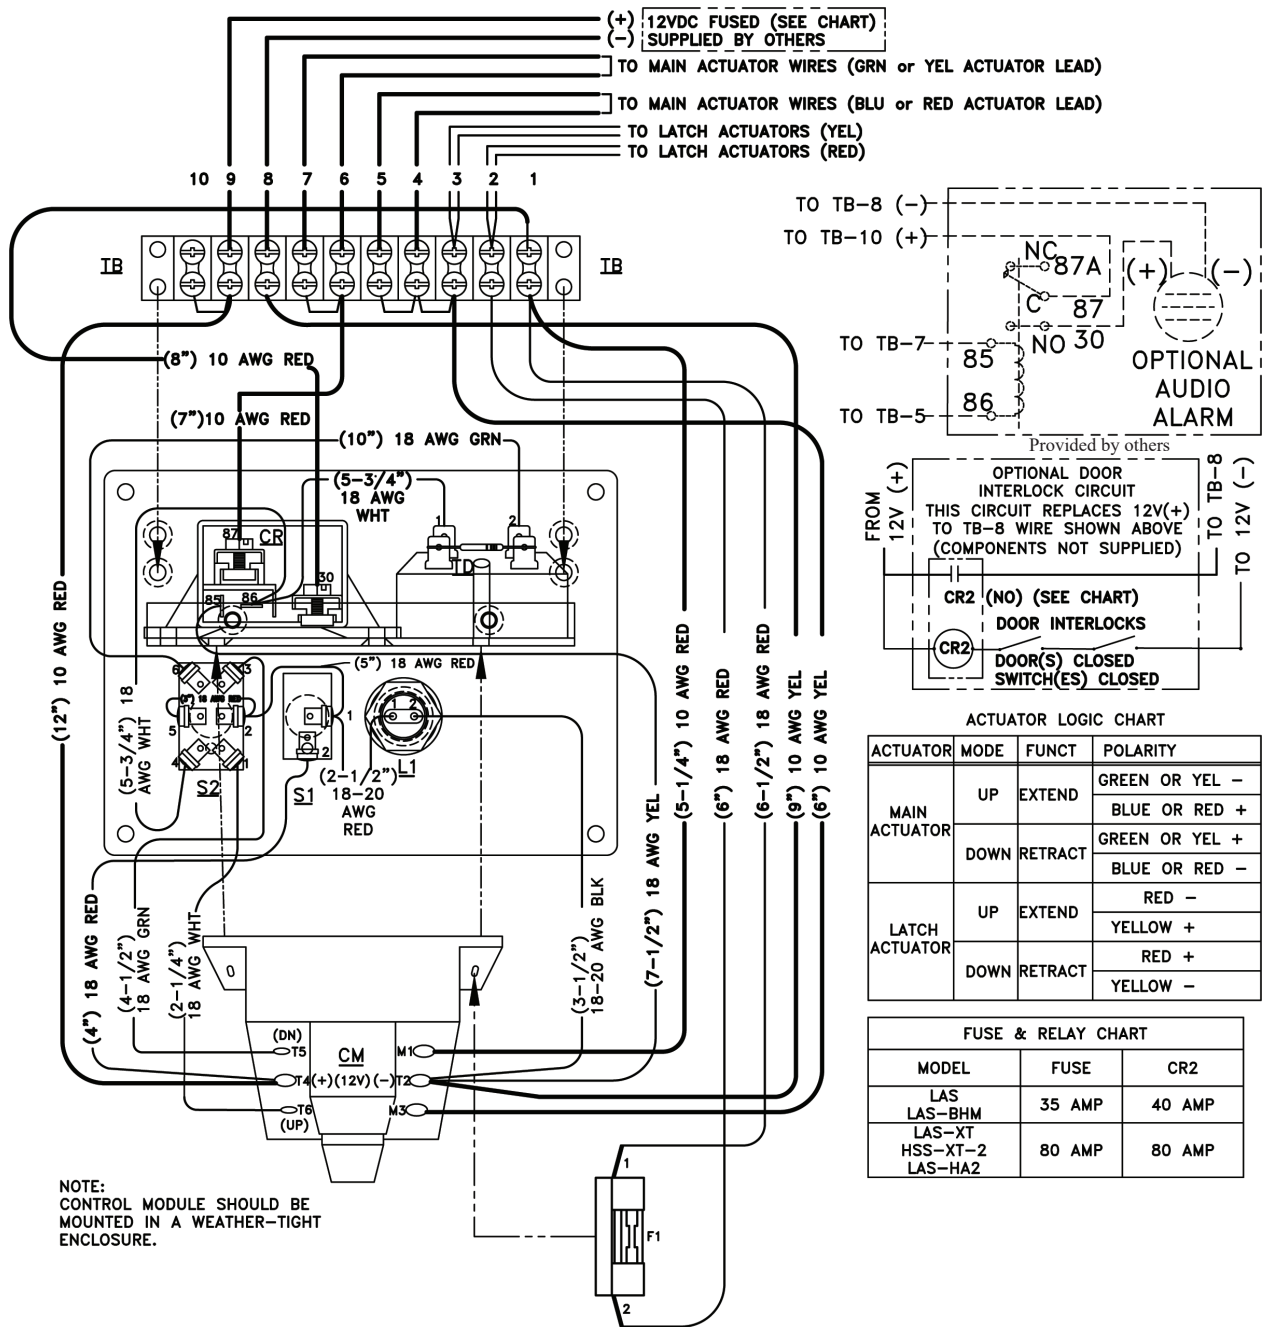 (+) 12VDC FUSED (SEE CHART)
(−) SUPPLIED BY OTHERS
TO MAIN ACTUATOR WIRES (GRN or YEL ACTUATOR LEAD)
TO MAIN ACTUATOR WIRES (BLU or RED ACTUATOR LEAD)
TO LATCH ACTUATORS (YEL)
TO LATCH ACTUATORS (RED)
10 9 8 7 6 5 4 3 2 1
TB
TB
(8") 10 AWG RED
(7")10 AWG RED
(10") 18 AWG GRN
(5-3/4")
18 AWG
WHT
TO TB-8 (−)
TO TB-10 (+)
NC
87A
C
87
NO 30
(+) (−)
TO TB-7
85
86
TO TB-5
OPTIONAL
AUDIO
ALARM
Provided by others
FROM
12V (+)
OPTIONAL DOOR
INTERLOCK CIRCUIT
THIS CIRCUIT REPLACES 12V(+)
TO TB-8 WIRE SHOWN ABOVE
(COMPONENTS NOT SUPPLIED)
TO TB-8
TO 12V (−)
CR2 (NO) (SEE CHART)
DOOR INTERLOCKS
CR2
DOOR(S) CLOSED
SWITCH(ES) CLOSED
87
CR
85
86
30
1
2
TD
(12") 10 AWG RED
(5-3/4") 18
AWG WHT
(5") 18 AWG RED
6
3
(3") 18 AWG RED
5
2
4
1
S2
1
2
S1
1 2
L1
(2-1/2")
18-20
AWG
RED
(5-1/4") 10 AWG RED
(6") 18 AWG RED
(6-1/2") 18 AWG RED
(9") 10 AWG YEL
(6") 10 AWG YEL
(4") 18 AWG RED
(4-1/2")
18 AWG GRN
(2-1/4")
18 AWG WHT
(3-1/2")
18-20 AWG BLK
(7-1/2") 18 AWG YEL
(DN)
T5
CM
M1
T4 (+)(12V)(−) T2
T6
(UP)
M3
1
F1
2
NOTE:
CONTROL MODULE SHOULD BE
MOUNTED IN A WEATHER-TIGHT
ENCLOSURE.
ACTUATOR LOGIC CHART
ACTUATOR MODE FUNCT POLARITY
MAIN
ACTUATOR
UP EXTEND
GREEN OR YEL −
BLUE OR RED +
DOWN RETRACT
GREEN OR YEL +
BLUE OR RED −
LATCH
ACTUATOR
UP EXTEND
RED −
YELLOW +
DOWN RETRACT
RED +
YELLOW −
FUSE & RELAY CHART
MODEL FUSE CR2
LAS
LAS-BHM
35 AMP 40 AMP
LAS-XT
HSS-XT-2
LAS-HA2
80 AMP 80 AMP